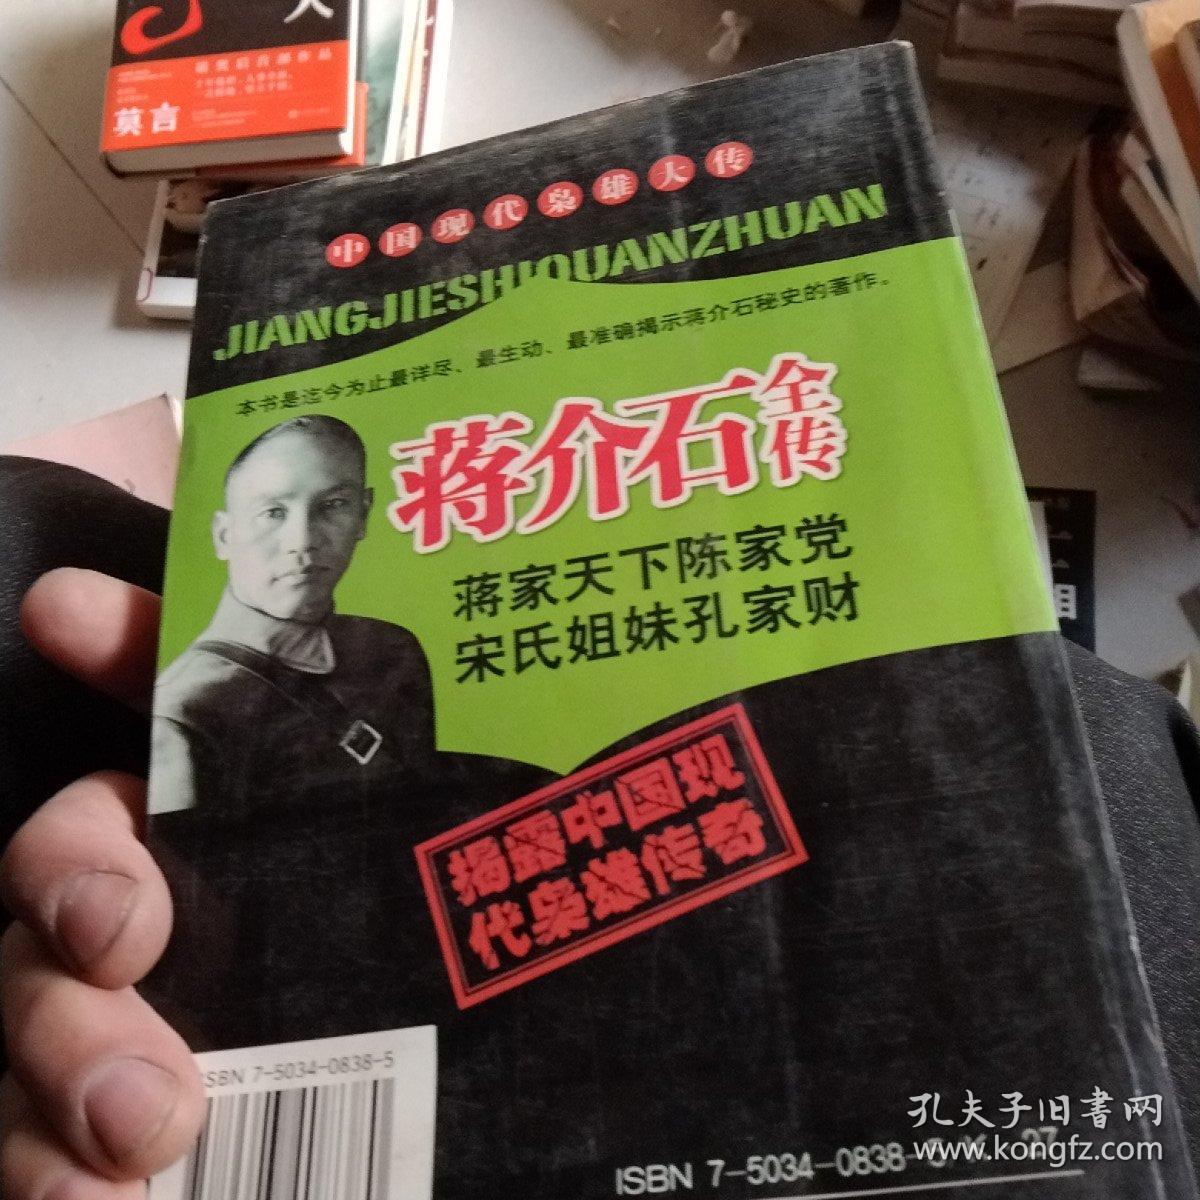 人
莫言
中国现代枭雄大传
JIANGJIESHIQUANZHUAN
本书是迄今为止最详尽、最生动、最准确揭示蒋介石秘史的著作。
蒋介石全传
蒋家天下陈家党
宋氏姐妹孔家财
揭露中国现
代枭雄传奇
ISBN 7-5034-0838-5
ISBN 7-5034-0838-5/K·
27
孔夫子旧書网
www.kongfz.com